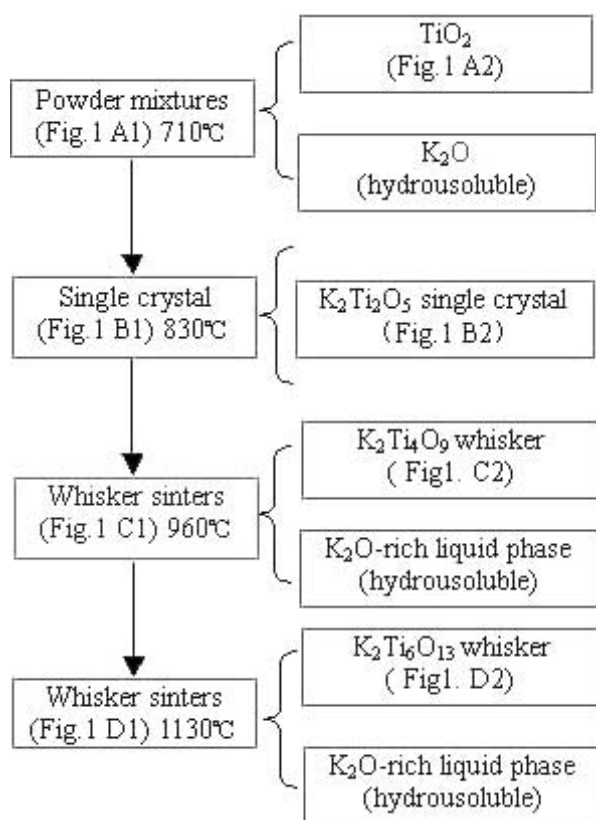 TiO₂
(Fig.1 A2)
Powder mixtures
(Fig.1 A1) 710℃
K₂O
(hydrousoluble)
Single crystal
(Fig.1 B1) 830℃
K₂Ti₂O₅ single crystal
(Fig.1 B2)
K₂Ti₄O₉ whisker
( Fig1. C2)
Whisker sinters
(Fig.1 C1) 960℃
K₂O-rich liquid phase
(hydrousoluble)
K₂Ti₆O₁₃ whisker
( Fig1. D2)
Whisker sinters
(Fig.1 D1) 1130℃
K₂O-rich liquid phase
(hydrousoluble)